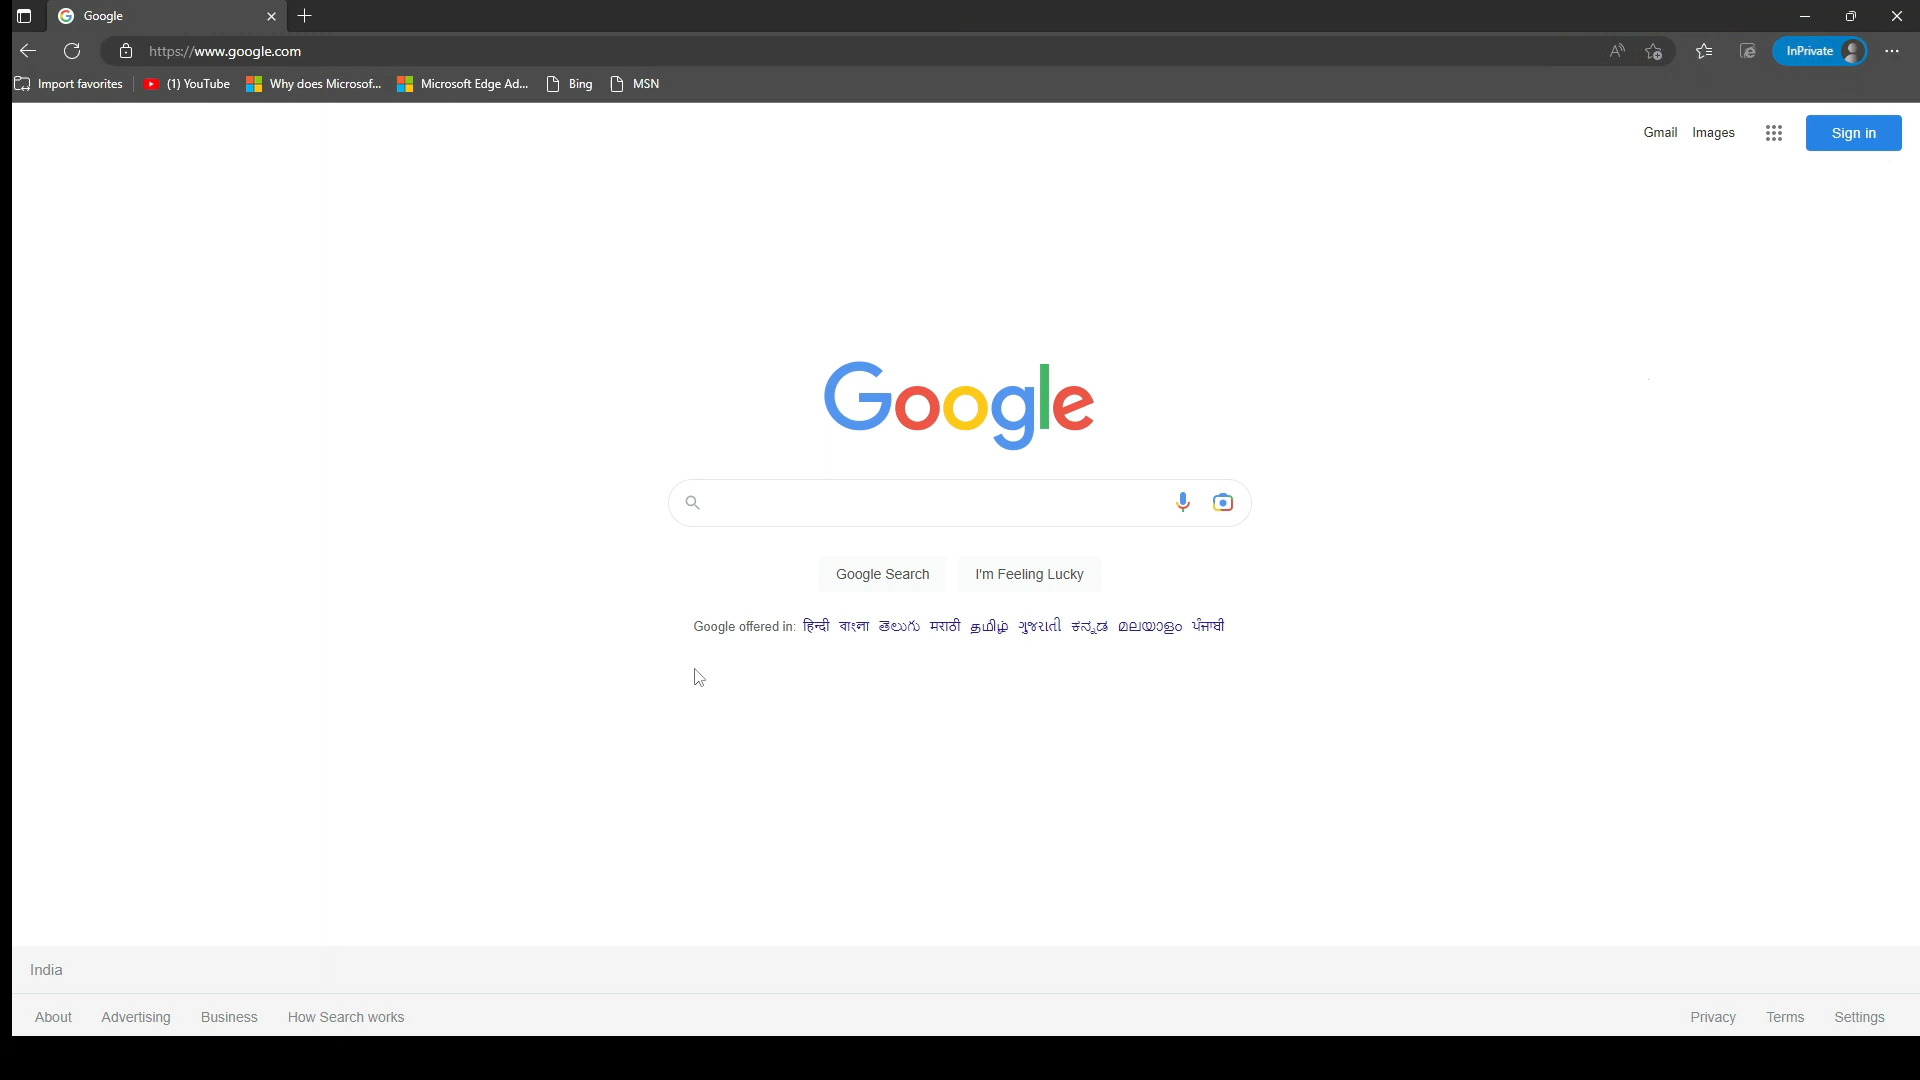 Google
https://www.google.com
InPrivate
Import favorites
(1) YouTube
Why does Microsof...
Microsoft Edge Ad...
Bing
MSN
Gmail
Images
Sign in
Google
Google Search
I'm Feeling Lucky
Google offered in: हिन्दी বাংলা తెలుగు मराठी தமிழ் ગુજરાતી ಕನ್ನಡ മലയാളം ਪੰਜਾਬੀ
India
About
Advertising
Business
How Search works
Privacy
Terms
Settings